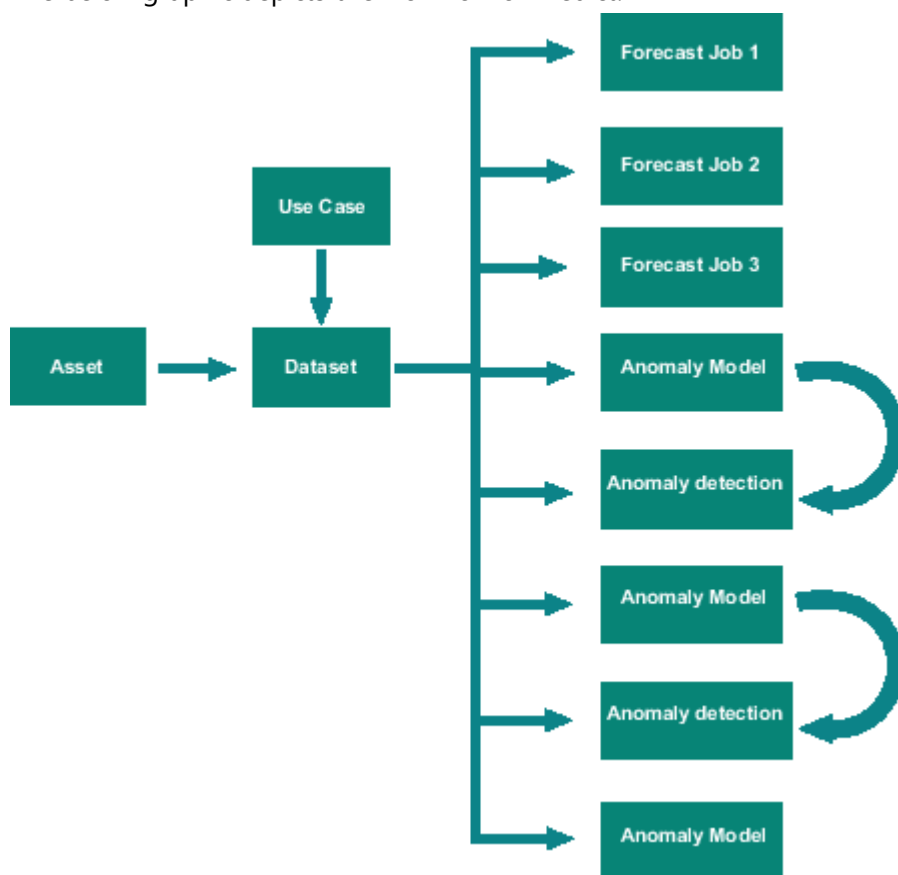 Forecast Job 1
Forecast Job 2
Use Case
Forecast Job 3
Asset
Dataset
Anomaly Model
Anomaly detection
Anomaly Model
Anomaly detection
Anomaly Model